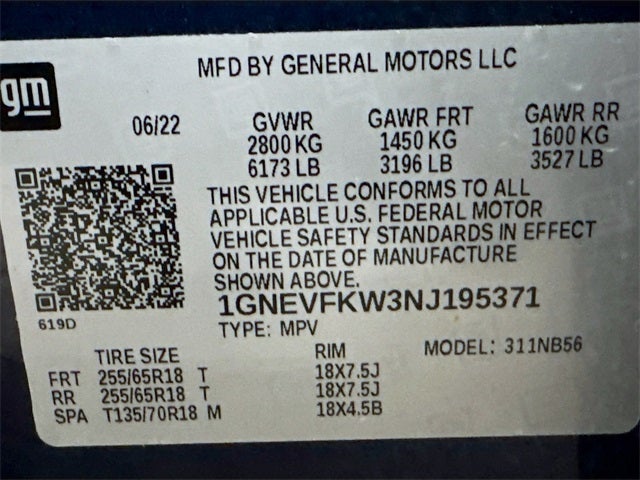 MFD BY GENERAL MOTORS LLC
gm
06/22 GVWR GAWR FRT GAWR RR
2800 KG 1450 KG 1600 KG
6173 LB 3196 LB 3527 LB
THIS VEHICLE CONFORMS TO ALL
APPLICABLE U.S. FEDERAL MOTOR
VEHICLE SAFETY STANDARDS IN EFFECT
ON THE DATE OF MANUFACTURE
SHOWN ABOVE.
1GNEVFKW3NJ195371
619D
TYPE: MPV MODEL: 311NB56
TIRE SIZE RIM
FRT 255/65R18 T 18X7.5J
RR 255/65R18 T 18X7.5J
SPA T135/70R18 M 18X4.5B